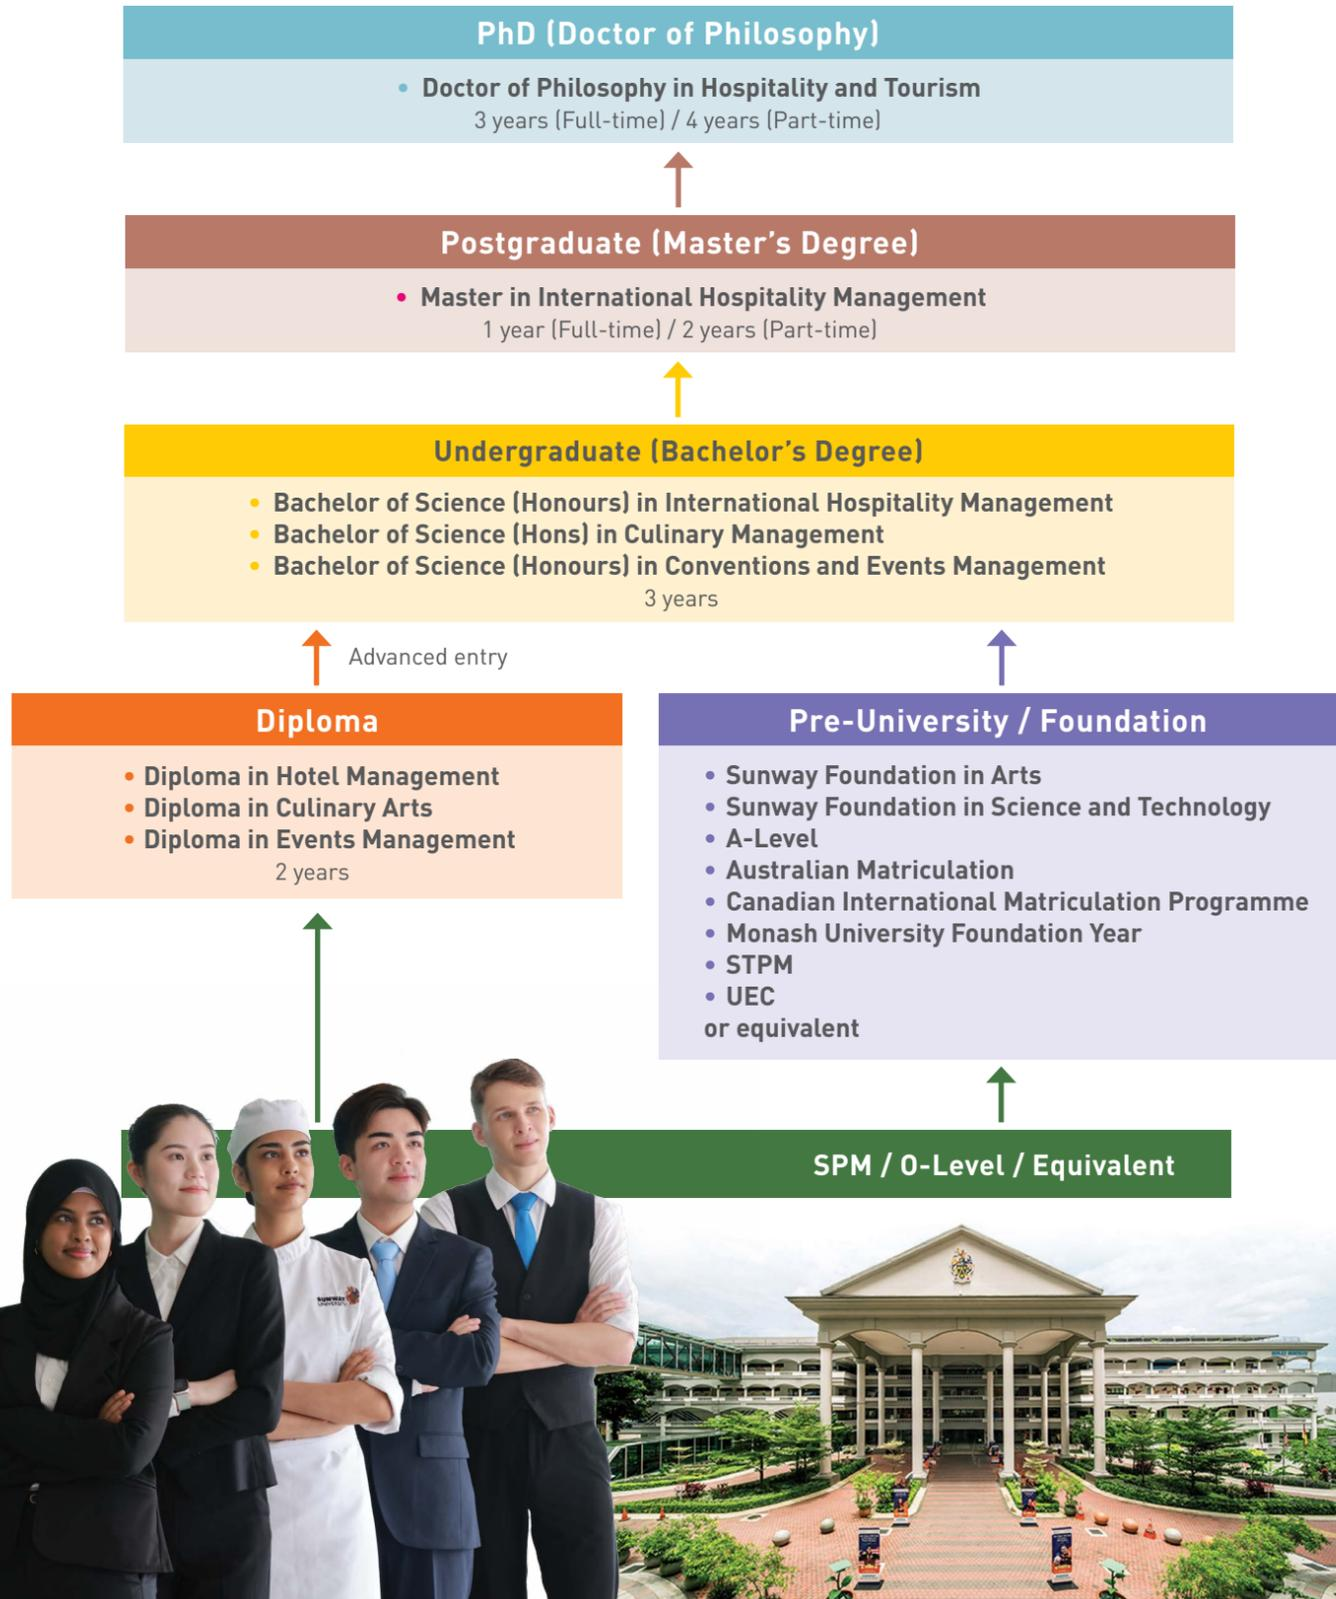 PhD (Doctor of Philosophy)
• Doctor of Philosophy in Hospitality and Tourism
3 years (Full-time) / 4 years (Part-time)
Postgraduate (Master's Degree)
• Master in International Hospitality Management
1 year (Full-time) / 2 years (Part-time)
Undergraduate (Bachelor's Degree)
• Bachelor of Science (Honours) in International Hospitality Management
• Bachelor of Science (Hons) in Culinary Management
• Bachelor of Science (Honours) in Conventions and Events Management
3 years
Advanced entry
Diploma
• Diploma in Hotel Management
• Diploma in Culinary Arts
• Diploma in Events Management
2 years
Pre-University / Foundation
• Sunway Foundation in Arts
• Sunway Foundation in Science and Technology
• A-Level
• Australian Matriculation
• Canadian International Matriculation Programme
• Monash University Foundation Year
• STPM
• UEC
or equivalent
SPM / O-Level / Equivalent
SUNWAY
UNIVERSITY